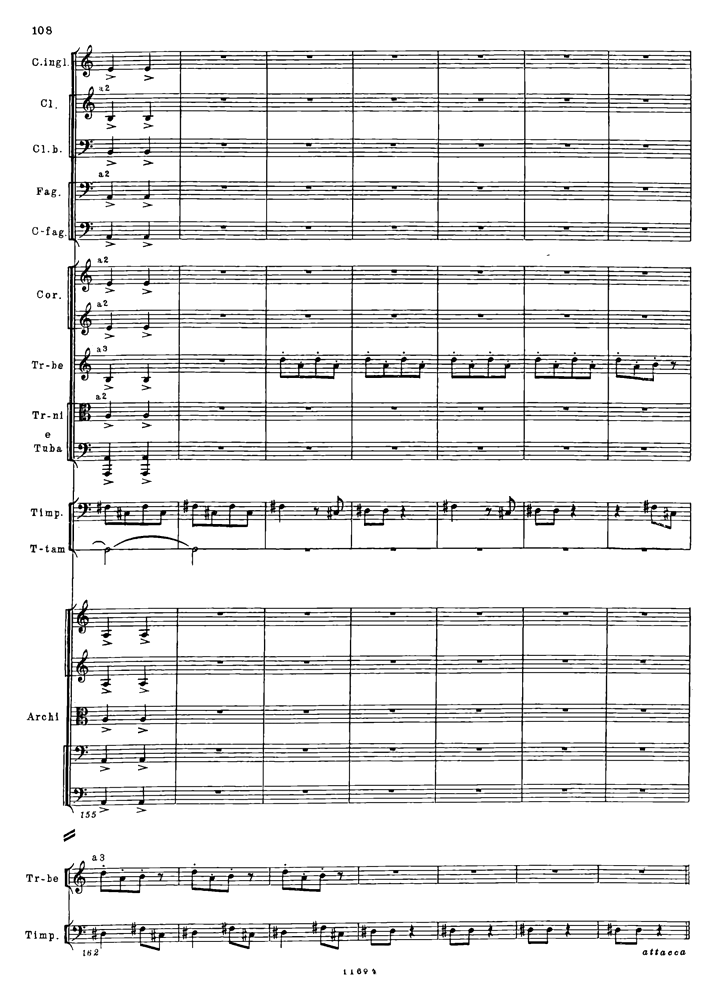 108
C.ingl.
a2
Cl.
Cl.b.
a2
Fag.
C-fag.
a2
Cor.
a2
a3
Tr-be
a2
Tr-ni
e
Tuba
Timp.
T-tam
Archi
155
a3
Tr-be
Timp.
162
attacca
11694